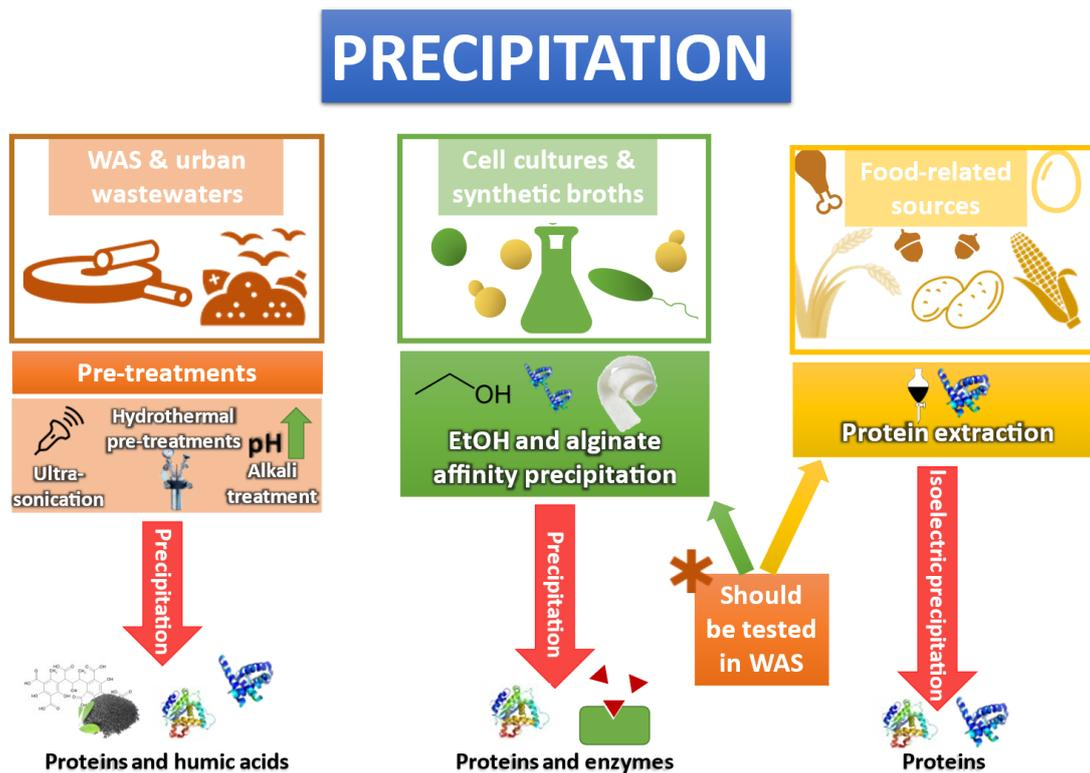 PRECIPITATION
WAS & urban
wastewaters
Cell cultures &
synthetic broths
Food-related
sources
Pre-treatments
Hydrothermal
pre-treatments
pH
Ultra-
sonication
Alkali
treatment
OH
EtOH and alginate
affinity precipitation
Protein extraction
Precipitation
Precipitation
Isoelectric precipitation
*
Should
be tested
in WAS
Proteins and humic acids
Proteins and enzymes
Proteins